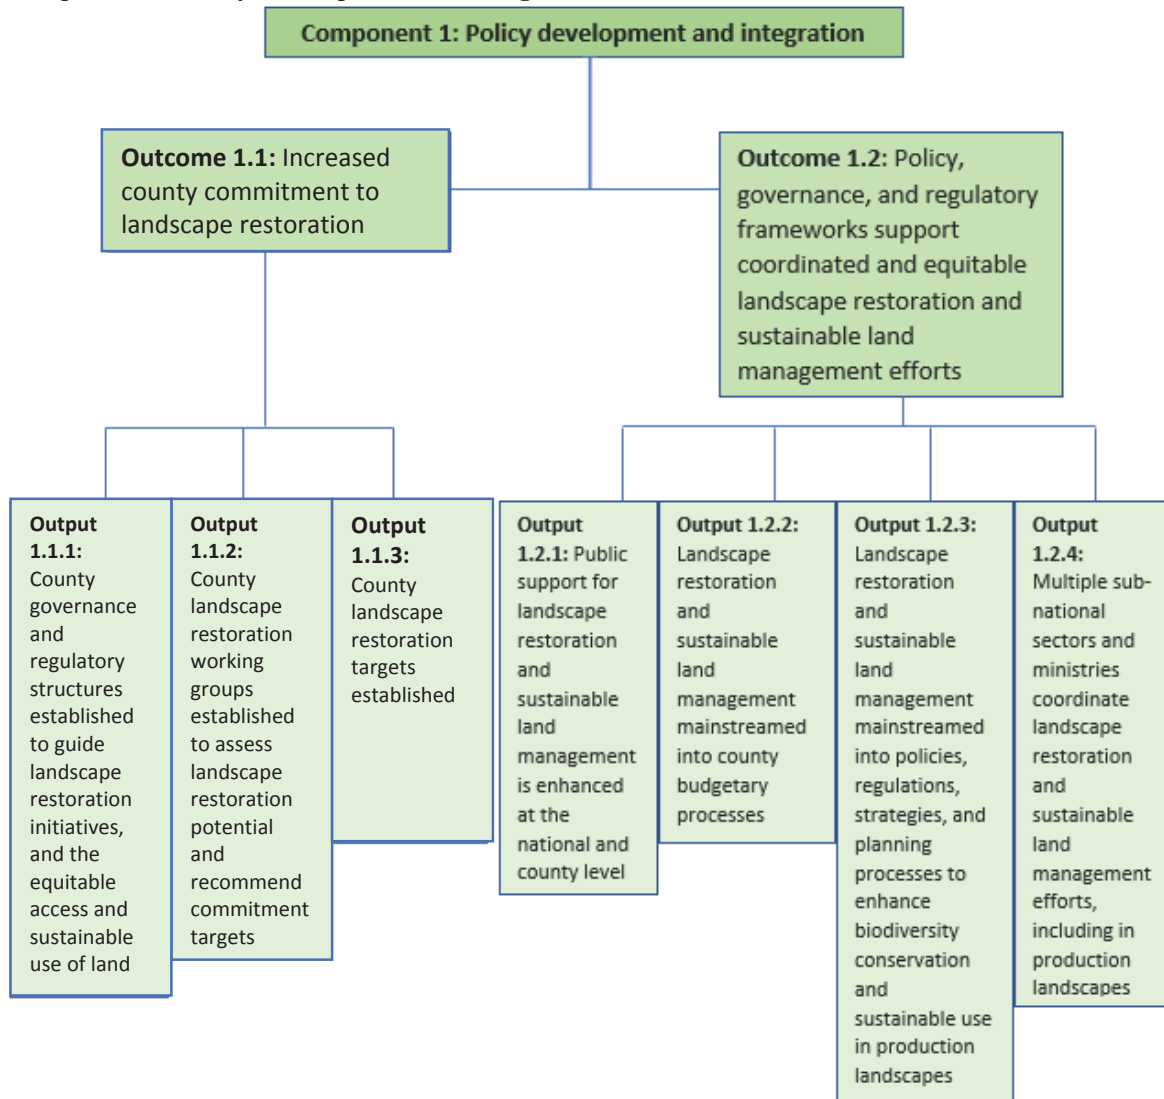 Component 1: Policy development and integration
Outcome 1.1: Increased
county commitment to
landscape restoration
Outcome 1.2: Policy,
governance, and regulatory
frameworks support
coordinated and equitable
landscape restoration and
sustainable land
management efforts
Output
1.1.1:
County
governance
and
regulatory
structures
established
to guide
landscape
restoration
initiatives,
and the
equitable
access and
sustainable
use of land
Output
1.1.2:
County
landscape
restoration
working
groups
established
to assess
landscape
restoration
potential
and
recommend
commitment
targets
Output
1.1.3:
County
landscape
restoration
targets
established
Output
1.2.1: Public
support for
landscape
restoration
and
sustainable
land
management
is enhanced
at the
national and
county level
Output 1.2.2:
Landscape
restoration
and
sustainable
land
management
mainstreamed
into county
budgetary
processes
Output 1.2.3:
Landscape
restoration
and
sustainable
land
management
mainstreamed
into policies,
regulations,
strategies, and
planning
processes to
enhance
biodiversity
conservation
and
sustainable use
in production
landscapes
Output
1.2.4:
Multiple sub-
national
sectors and
ministries
coordinate
landscape
restoration
and
sustainable
land
management
efforts,
including in
production
landscapes